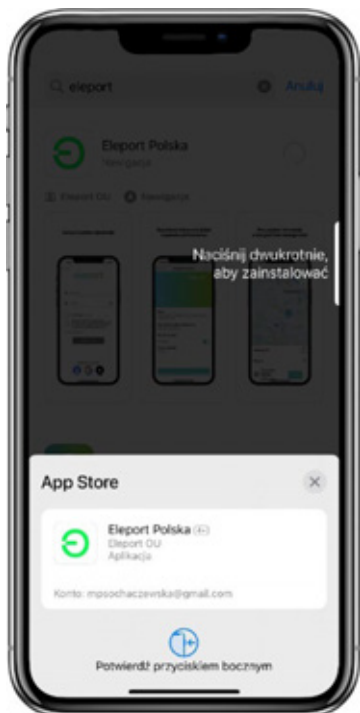 eleport
Anuluj
Eleport Polska
Nawigacja
Eleport OU Nawigacja
Naciśnij dwukrotnie,
aby zainstalować
App Store
Eleport Polska 4+
Eleport OU
Aplikacja
Konto: mpsochaczewska@gmail.com
Potwierdź przyciskiem bocznym